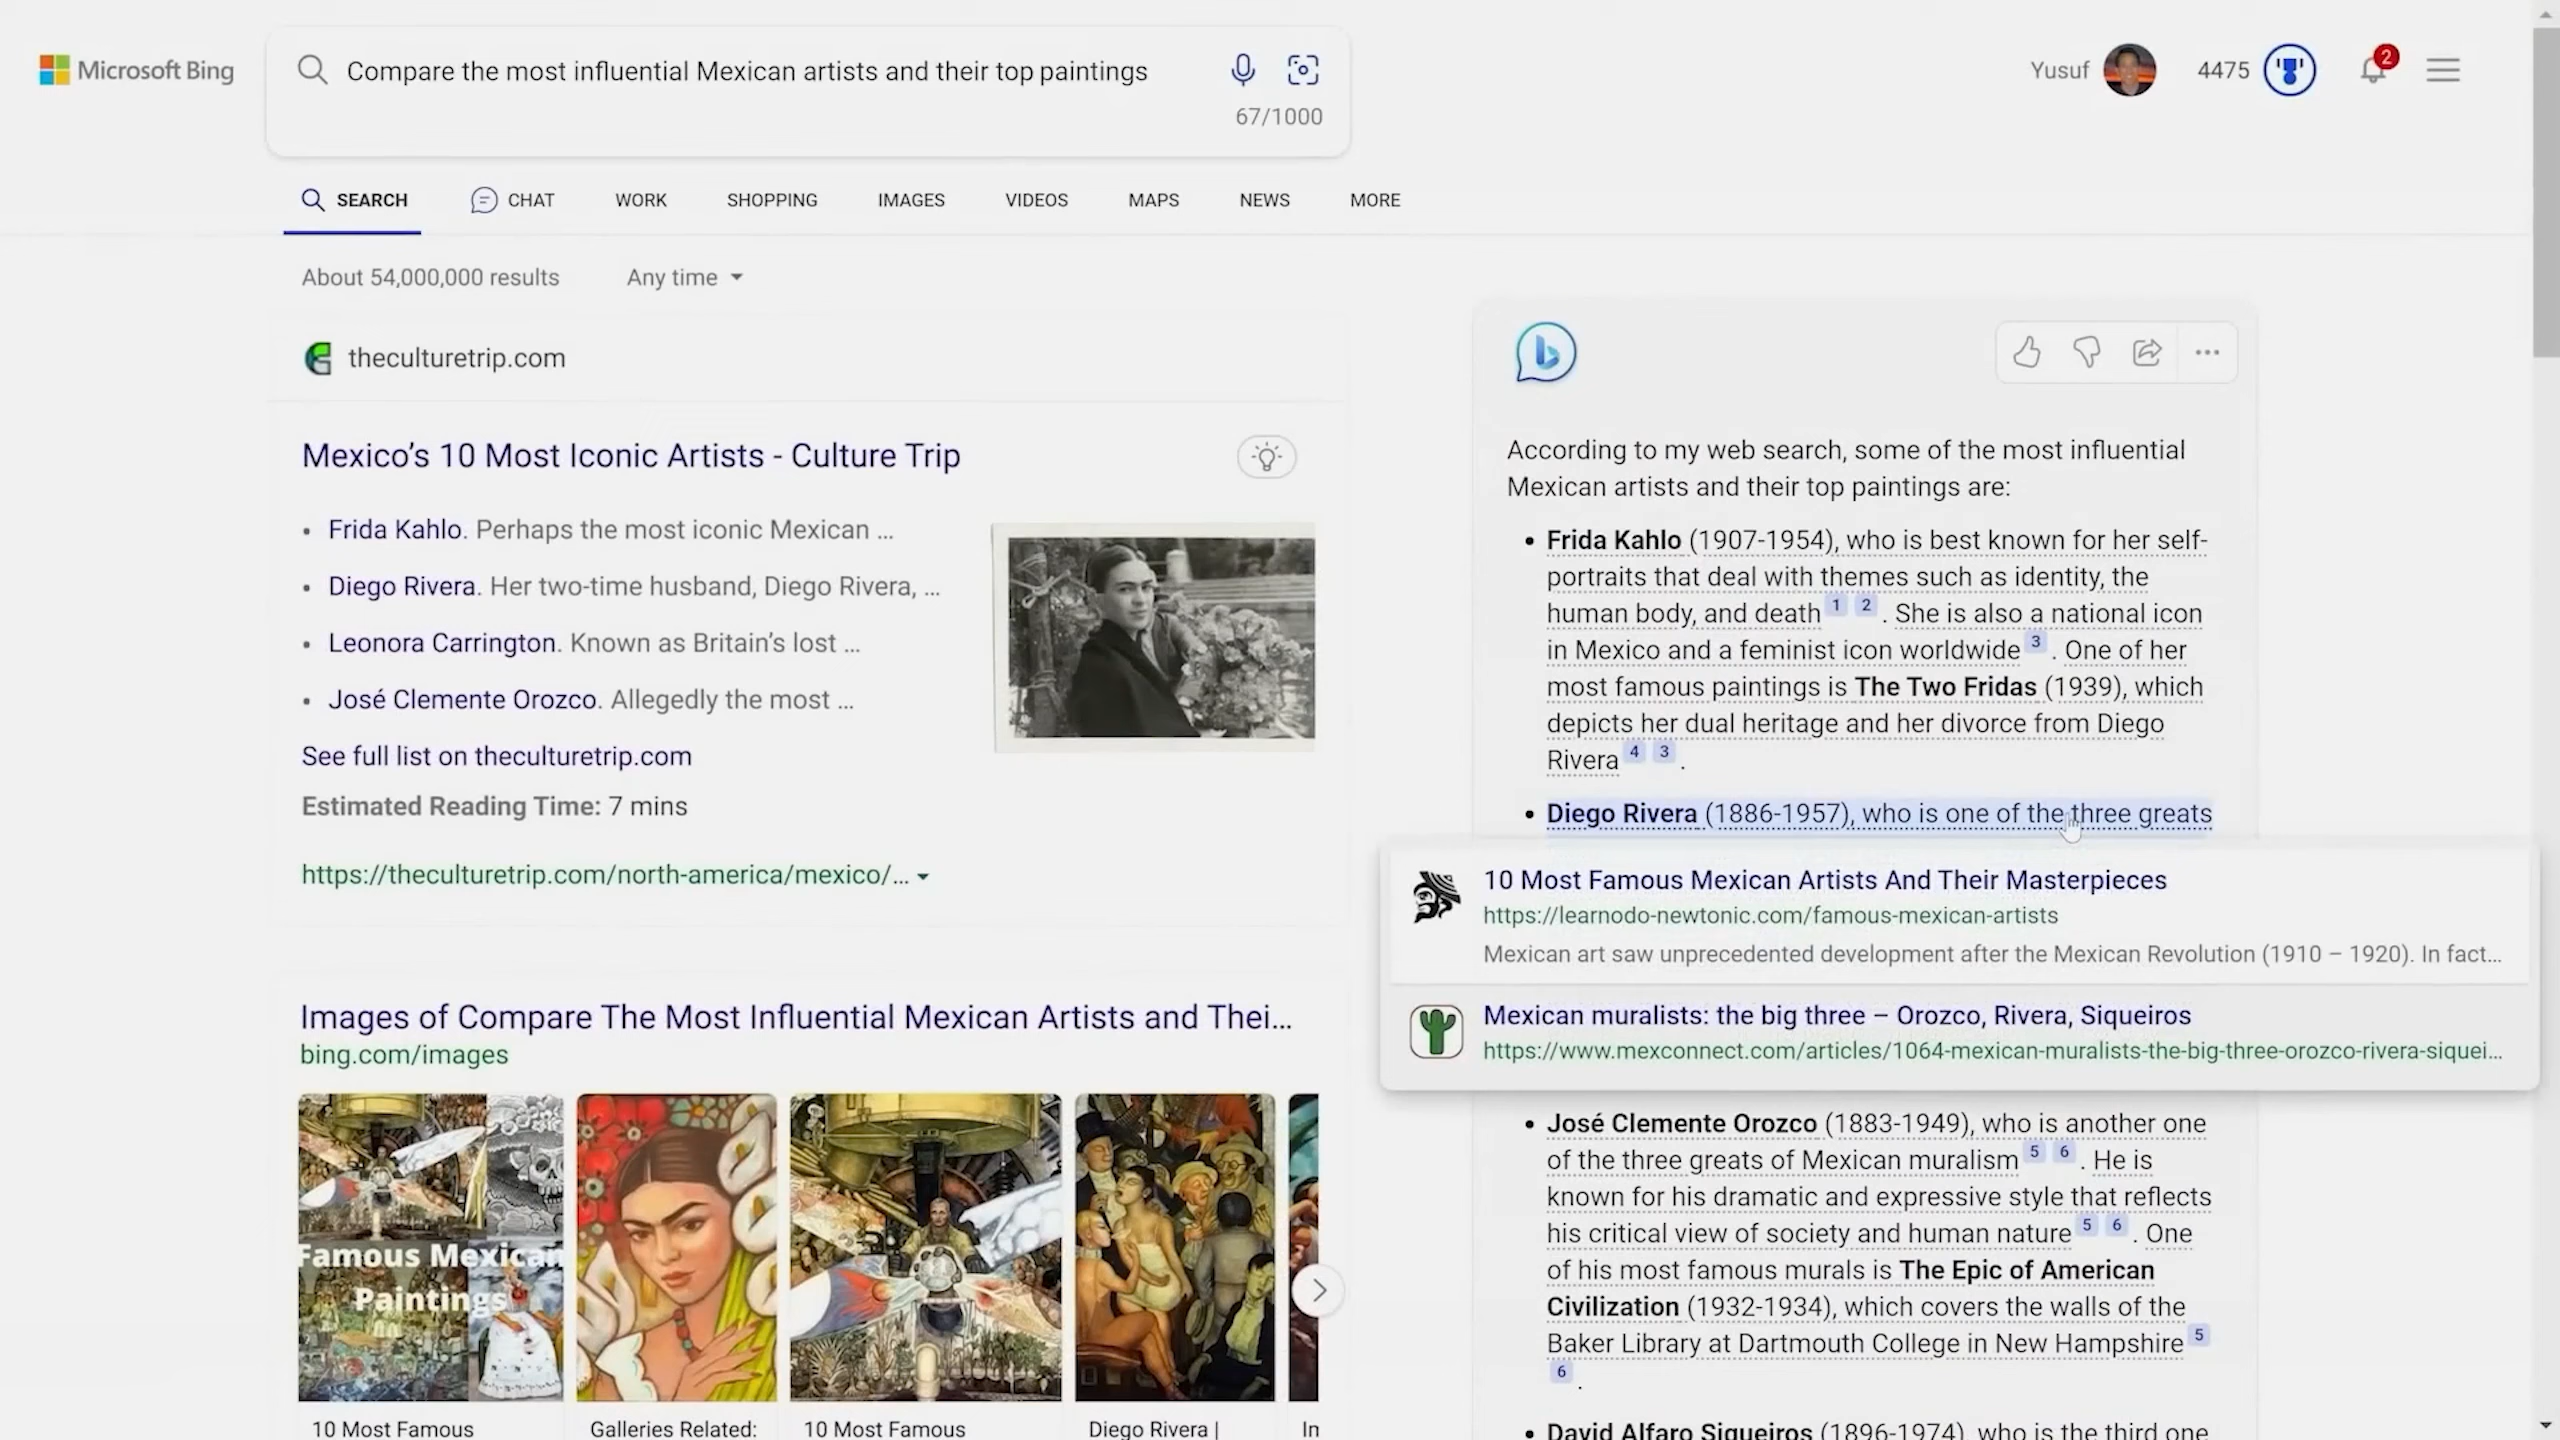 Microsoft Bing
Compare the most influential Mexican artists and their top paintings
67/1000
Yusuf
4475
2
SEARCH
CHAT
WORK
SHOPPING
IMAGES
VIDEOS
MAPS
NEWS
MORE
About 54,000,000 results
Any time
theculturetrip.com
Mexico’s 10 Most Iconic Artists - Culture Trip
• Frida Kahlo. Perhaps the most iconic Mexican ...
• Diego Rivera. Her two-time husband, Diego Rivera, ...
• Leonora Carrington. Known as Britain’s lost ...
• José Clemente Orozco. Allegedly the most ...
See full list on theculturetrip.com
Estimated Reading Time: 7 mins
https://theculturetrip.com/north-america/mexico/...
Images of Compare The Most Influential Mexican Artists and Thei...
bing.com/images
Famous Mexican
Paintings
10 Most Famous
Galleries Related:
10 Most Famous
Diego Rivera |
In
According to my web search, some of the most influential
Mexican artists and their top paintings are:
• Frida Kahlo (1907-1954), who is best known for her self-
portraits that deal with themes such as identity, the
human body, and death 1 2 . She is also a national icon
in Mexico and a feminist icon worldwide 3 . One of her
most famous paintings is The Two Fridas (1939), which
depicts her dual heritage and her divorce from Diego
Rivera 4 3 .
• Diego Rivera (1886-1957), who is one of the three greats
10 Most Famous Mexican Artists And Their Masterpieces
https://learnodo-newtonic.com/famous-mexican-artists
Mexican art saw unprecedented development after the Mexican Revolution (1910 – 1920). In fact...
Mexican muralists: the big three – Orozco, Rivera, Siqueiros
https://www.mexconnect.com/articles/1064-mexican-muralists-the-big-three-orozco-rivera-siquei...
• José Clemente Orozco (1883-1949), who is another one
of the three greats of Mexican muralism 5 6 . He is
known for his dramatic and expressive style that reflects
his critical view of society and human nature 5 6 . One
of his most famous murals is The Epic of American
Civilization (1932-1934), which covers the walls of the
Baker Library at Dartmouth College in New Hampshire 5
6 .
• David Alfaro Siqueiros (1896-1974), who is the third one